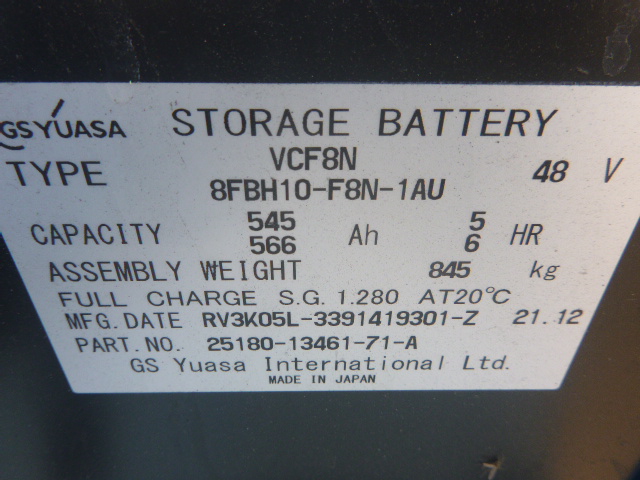 GS YUASA STORAGE BATTERY
TYPE VCF8N 48 V
8FBH10-F8N-1AU
CAPACITY 545 Ah 5 HR
566 6
ASSEMBLY WEIGHT 845 kg
FULL CHARGE S.G. 1.280 AT20°C
MFG.DATE RV3K05L-3391419301-Z 21.12
PART.NO. 25180-13461-71-A
GS Yuasa International Ltd.
MADE IN JAPAN